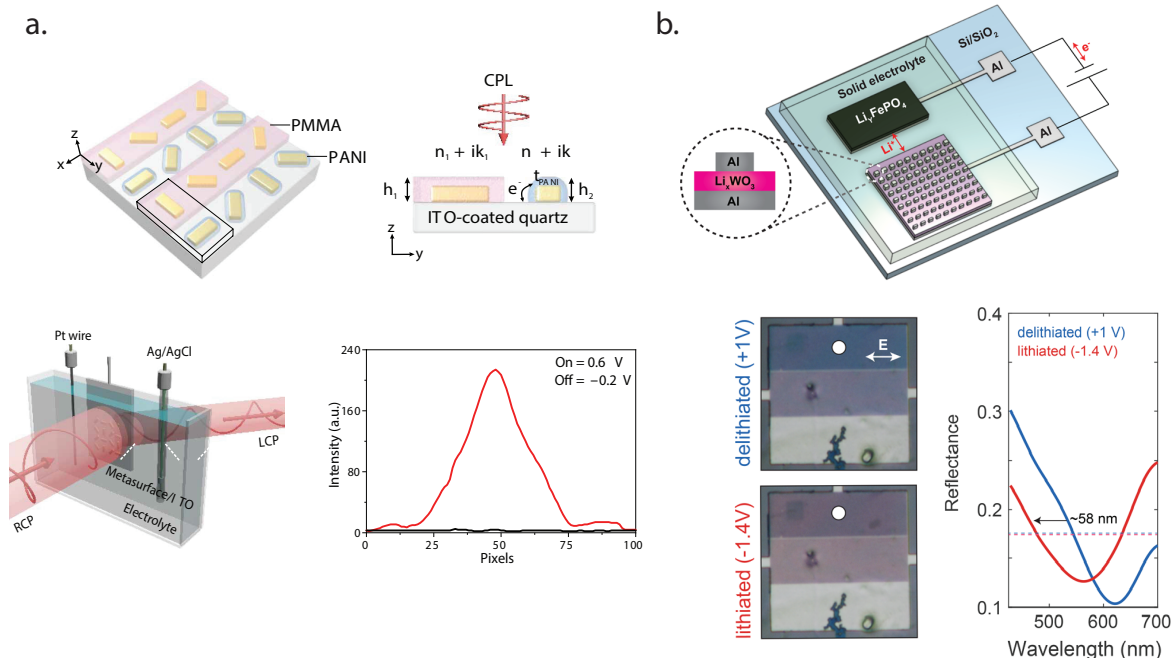 a.
z
x
y
PMMA
PANI
CPL
n₁ + ik₁
n + ik
h₁
e⁻
t PA NI
h₂
IT O-coated quartz
z
y
Pt wire
Ag/AgCl
LCP
RCP
Metasurface/I TO
Electrolyte
On = 0.6 V
Off = −0.2 V
Intensity (a.u.)
240
160
80
0
0
25
50
75
100
Pixels
b.
Si/SiO₂
e⁻
Al
Solid electrolyte
LiᵧFePO₄
Li⁺
Al
Al
LiₓWO₃
Al
delithiated (+1V)
E
lithiated (-1.4V)
delithiated (+1 V)
lithiated (-1.4 V)
~58 nm
Reflectance
0.4
0.3
0.2
0.1
500
600
700
Wavelength (nm)